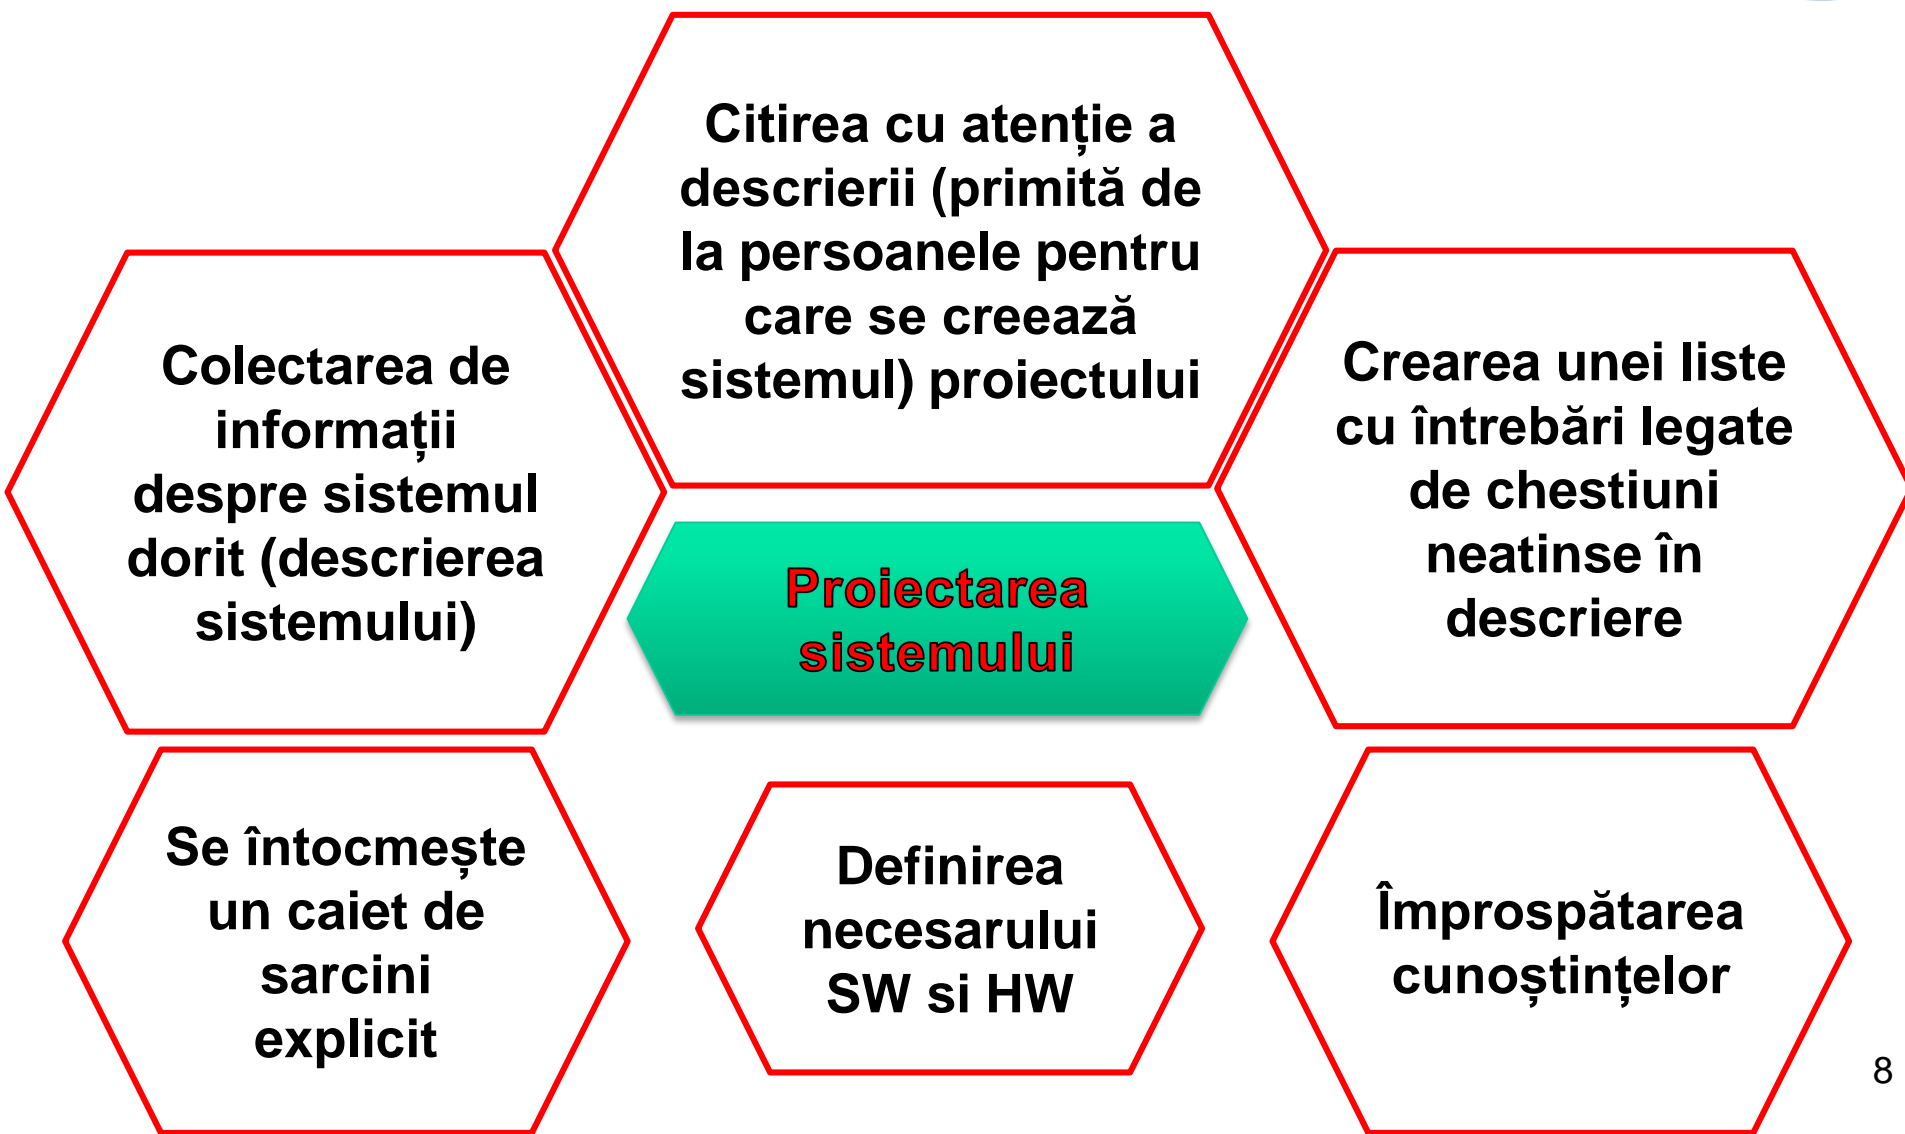 Citirea cu atenție a
descrierii (primită de
la persoanele pentru
care se creează
sistemul) proiectului
Colectarea de
informații
despre sistemul
dorit (descrierea
sistemului)
Crearea unei liste
cu întrebări legate
de chestiuni
neatinse în
descriere
Proiectarea
sistemului
Se întocmește
un caiet de
sarcini
explicit
Definirea
necesarului
SW si HW
Împrospătarea
cunoștințelor
8